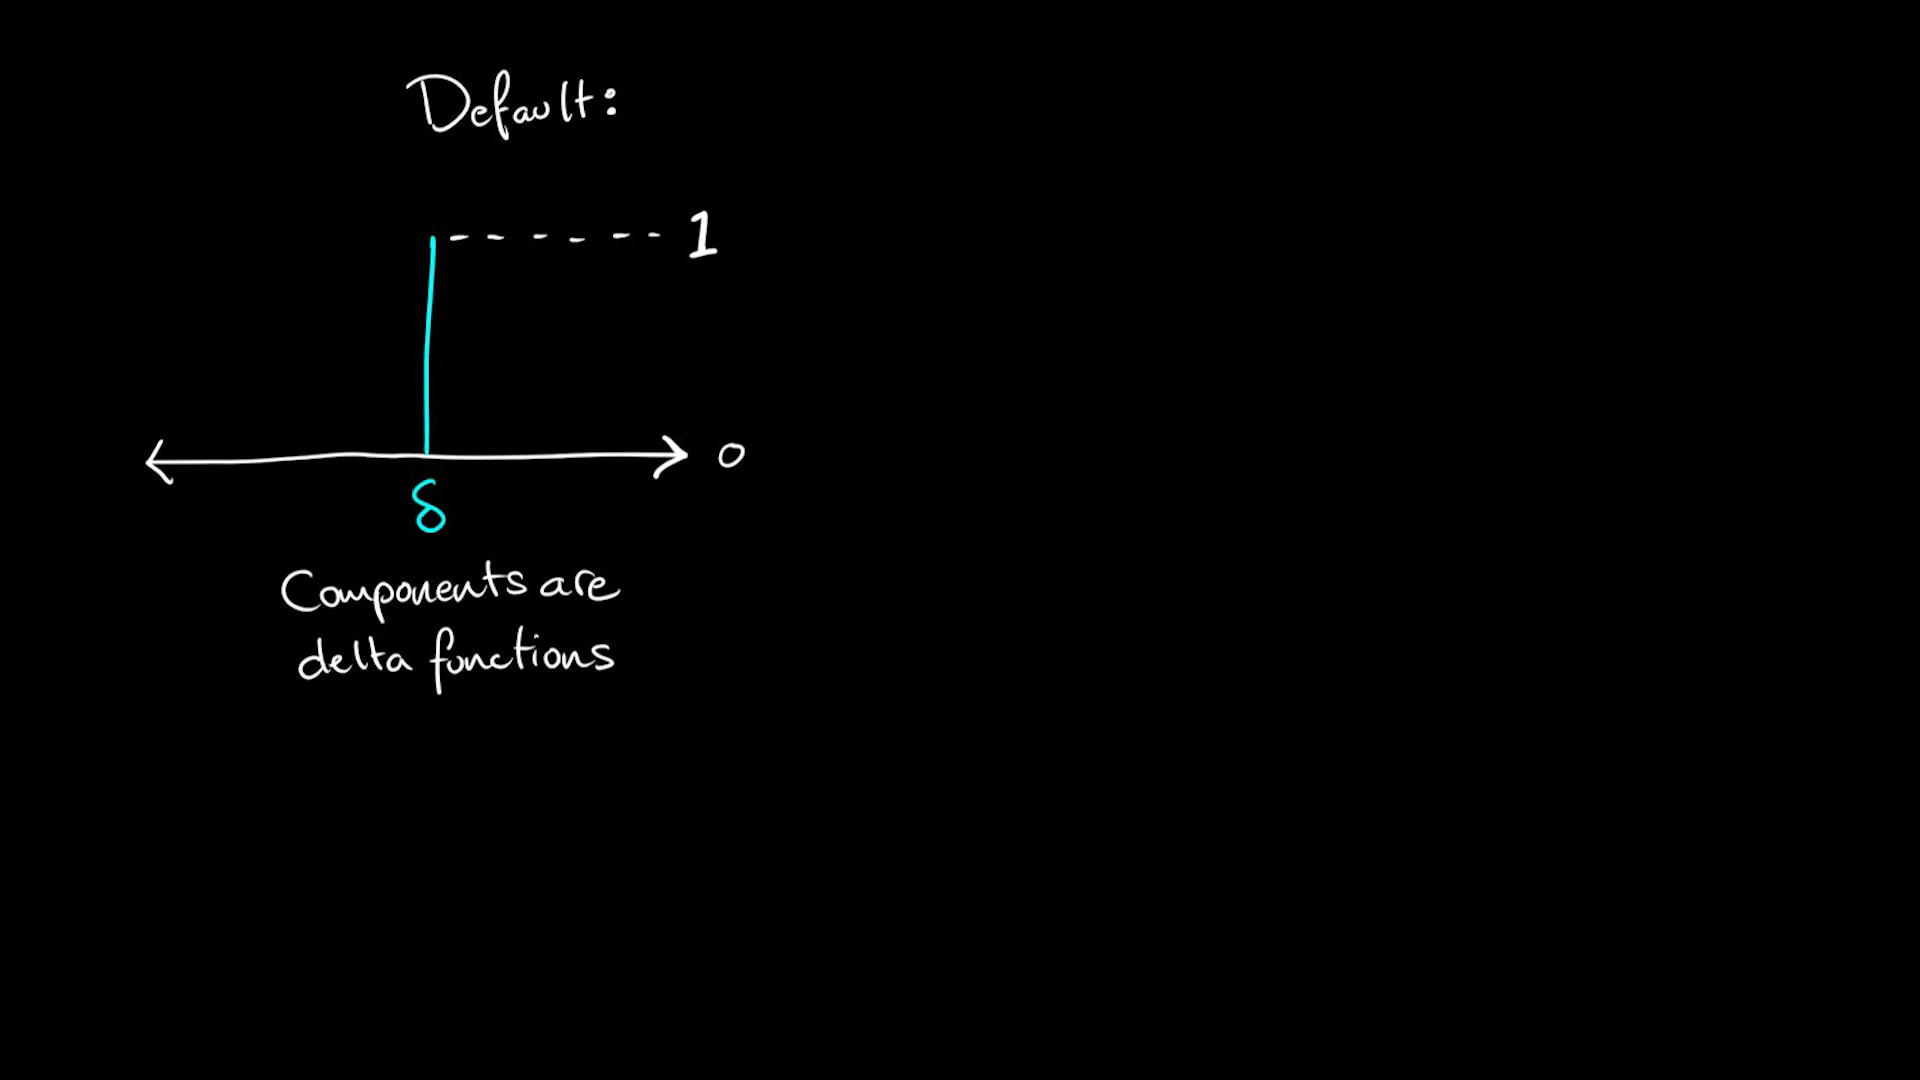 Default:
1
0
δ
Components are
delta functions